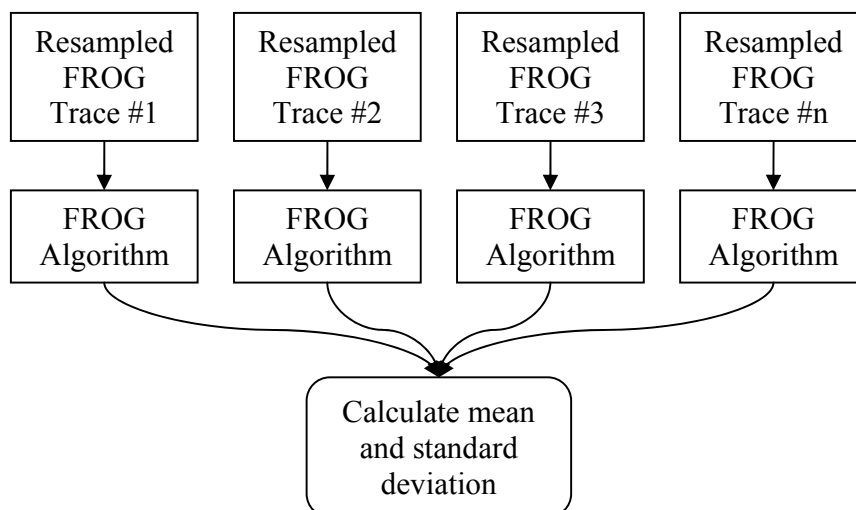 Resampled
FROG
Trace #1
Resampled
FROG
Trace #2
Resampled
FROG
Trace #3
Resampled
FROG
Trace #n
FROG
Algorithm
FROG
Algorithm
FROG
Algorithm
FROG
Algorithm
Calculate mean
and standard
deviation